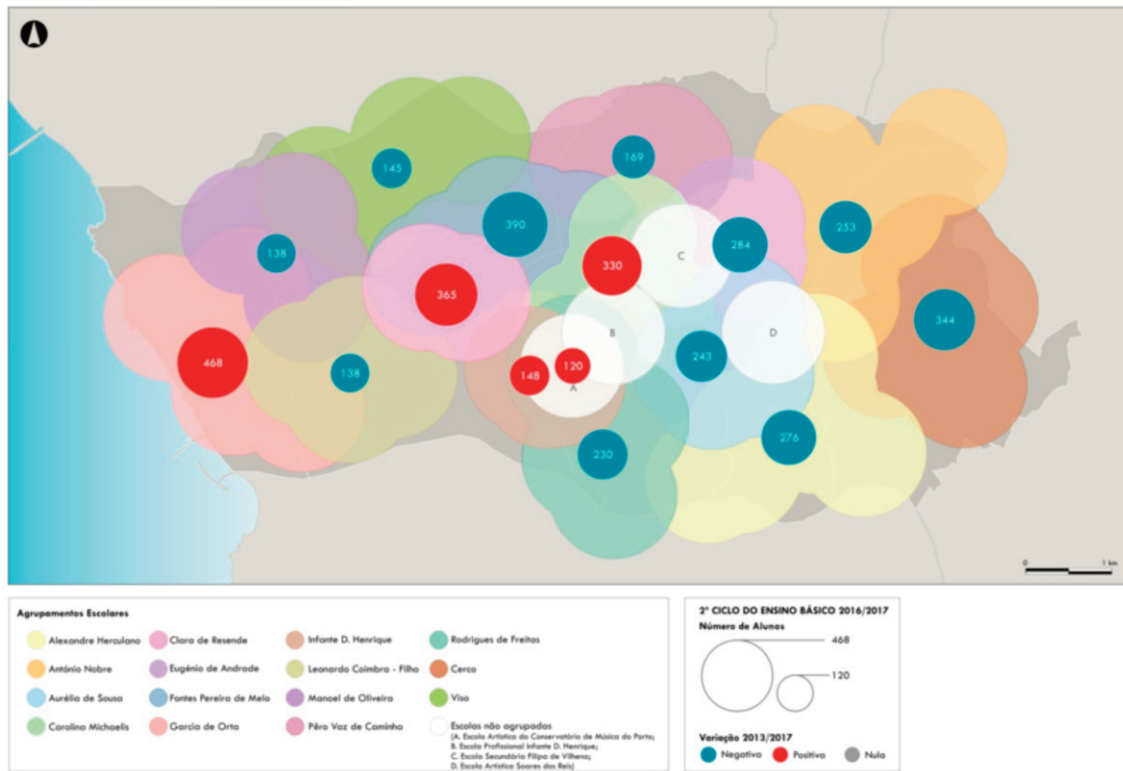 145
169
390
138
284
253
C
330
365
B
D
344
468
138
243
148
120
A
276
230
0 1 km
Agrupamentos Escolares
Alexandre Herculano
António Nobre
Aurélia de Sousa
Carolina Michaelis
Clara de Resende
Eugénio de Andrade
Fontes Pereira de Melo
Garcia de Orta
Infante D. Henrique
Leonardo Coimbra - Filho
Manoel de Oliveira
Pêro Vaz de Caminha
Rodrigues de Freitas
Cerco
Viso
Escolas não agrupadas
(A. Escola Artística do Conservatório de Música do Porto;
B. Escola Profissional Infante D. Henrique;
C. Escola Secundária Filipa de Vilhena;
D. Escola Artística Soares dos Reis)
2º CICLO DO ENSINO BÁSICO 2016/2017
Número de Alunos
468
120
Variação 2013/2017
Negativa
Positiva
Nula